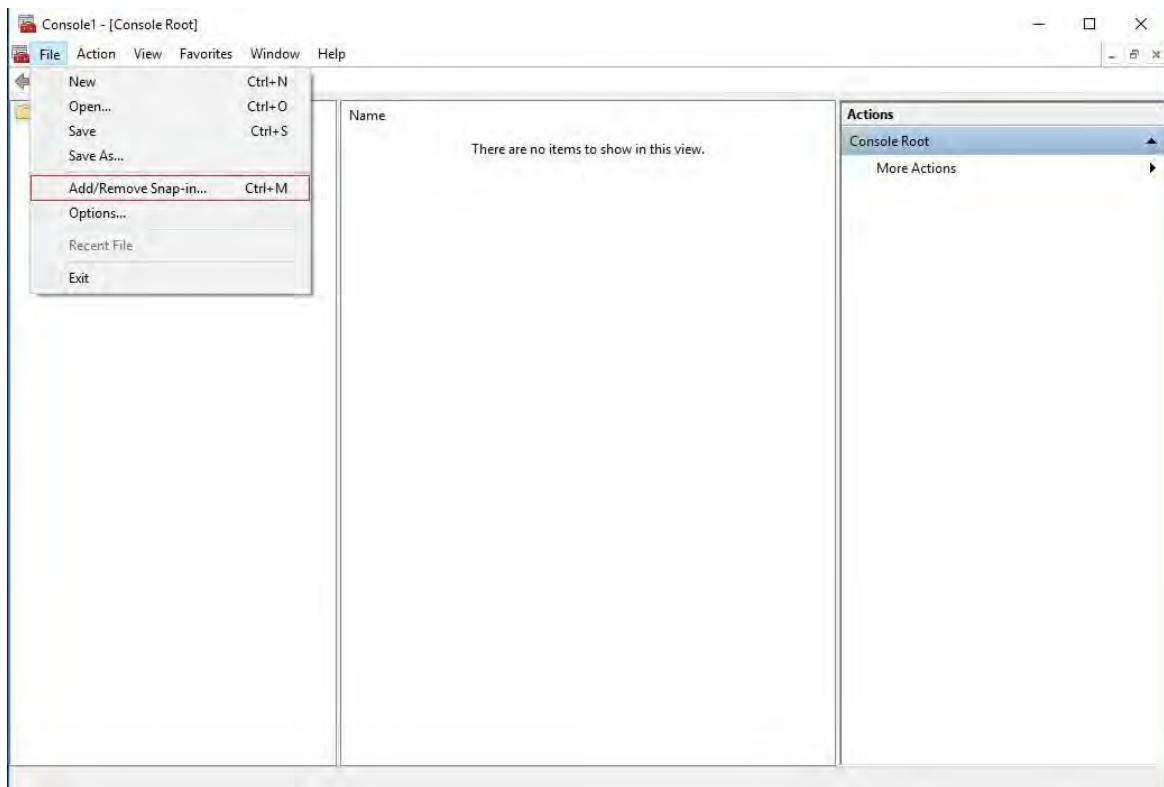 Console1 - [Console Root]
File Action View Favorites Window Help
New Ctrl+N
Open... Ctrl+O
Save Ctrl+S
Save As...
Add/Remove Snap-in... Ctrl+M
Options...
Recent File
Exit
Name
There are no items to show in this view.
Actions
Console Root
More Actions